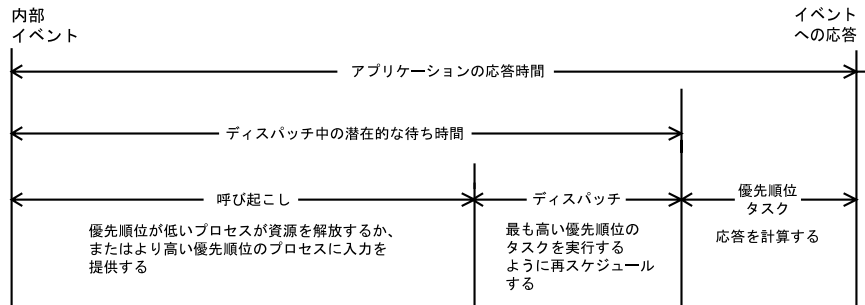 内部
イベント
イベント
への応答
アプリケーションの応答時間
ディスパッチ中の潜在的な待ち時間
呼び起こし
ディスパッチ
優先順位
タスク
優先順位が低いプロセスが資源を解放するか、
またはより高い優先順位のプロセスに入力を
提供する
最も高い優先順位の
タスクを実行する
ように再スケジュール
する
応答を計算する